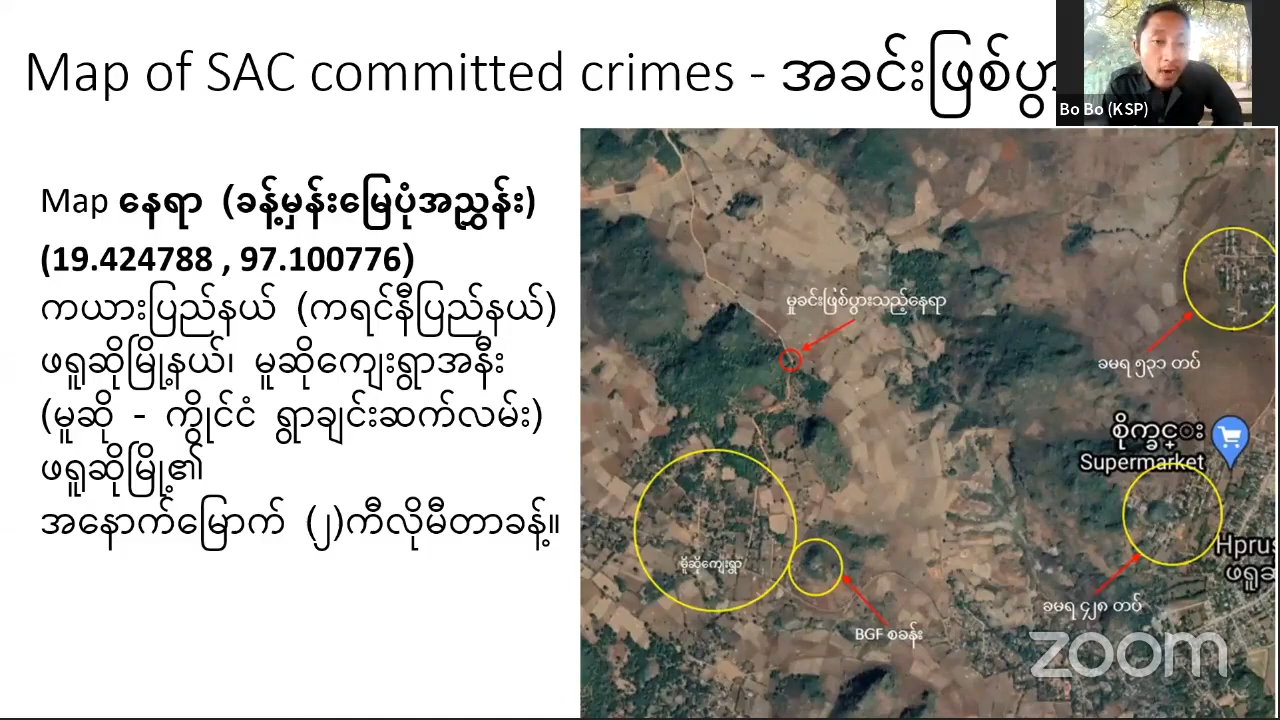 Map of SAC committed crimes - အခင်းဖြစ်ပွာ
Bo Bo (KSP)
Map နေရာ (ခန့်မှန်းမြေပုံအညွှန်း)
(19.424788 , 97.100776)
ကယားပြည်နယ် (ကရင်နီပြည်နယ်)
ဖရူဆိုမြို့နယ်၊ မူဆိုကျေးရွာအနီး
(မူဆို - ကွိုင်ငံ ရွာချင်းဆက်လမ်း)
ဖရူဆိုမြို့၏
အနောက်မြောက် (၂)ကီလိုမီတာခန့်။
မှုခင်းဖြစ်ပွားသည့်နေရာ
ခမရ ၅၃၁ တပ်
Supermarket
Hprus
မိူဆိုကျေးရွာ
ခမရ ၄၂၈ တပ်
BGF စခန်း
zoom